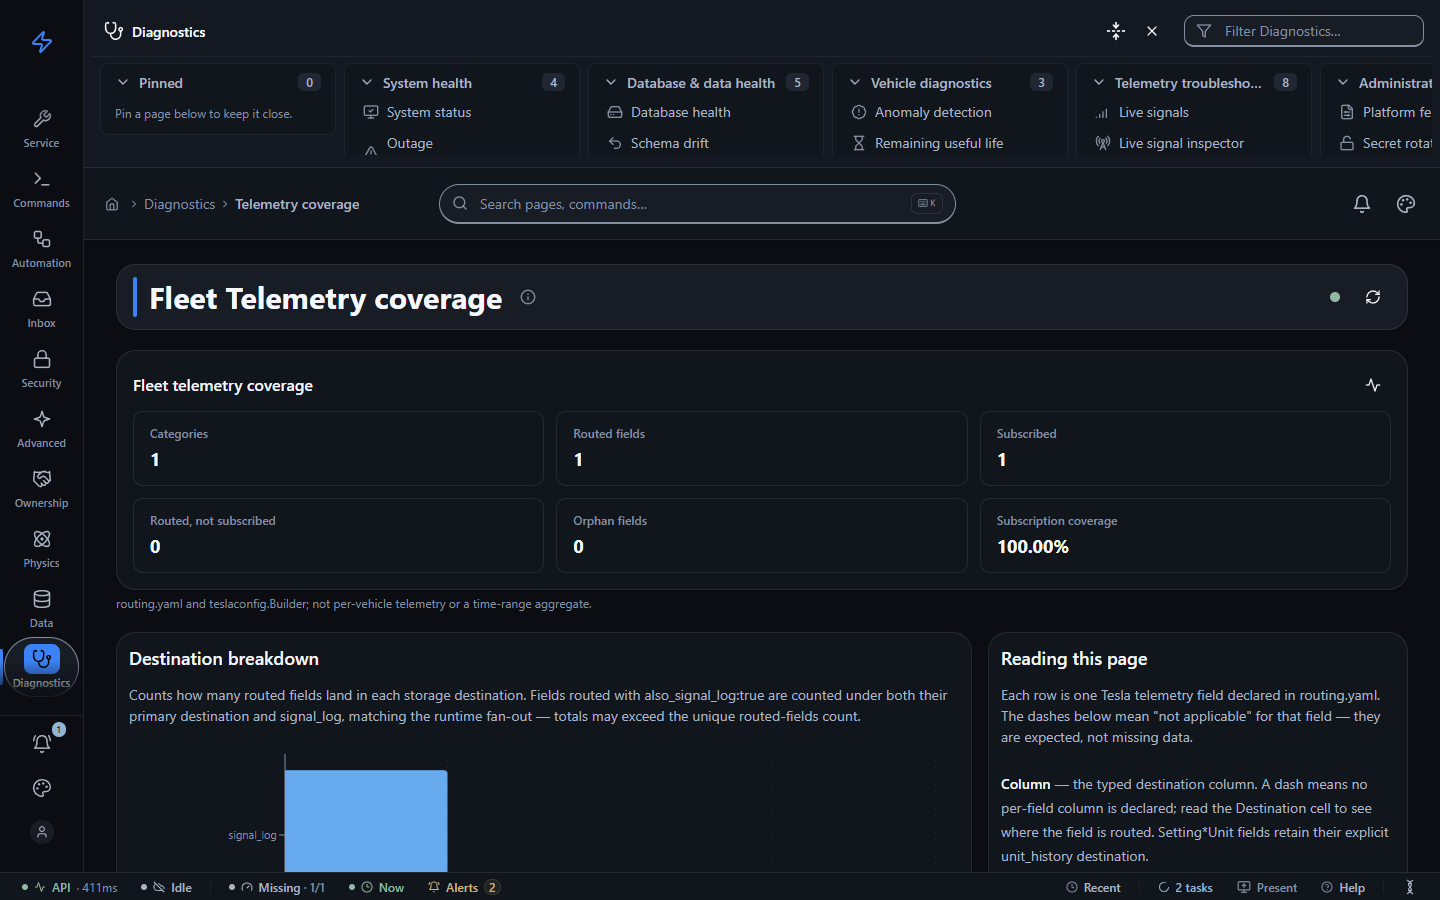 Diagnostics
Filter Diagnostics...
Pinned
0
Pin a page below to keep it close.
System health
4
System status
Outage
Database & data health
5
Database health
Schema drift
Vehicle diagnostics
3
Anomaly detection
Remaining useful life
Telemetry troublesho...
8
Live signals
Live signal inspector
Administrat
Platform fe
Secret rotat
Service
Commands
Automation
Inbox
Security
Advanced
Ownership
Physics
Data
Diagnostics
1
Diagnostics
Telemetry coverage
Search pages, commands...
K
Fleet Telemetry coverage
Fleet telemetry coverage
Categories
1
Routed fields
1
Subscribed
1
Routed, not subscribed
0
Orphan fields
0
Subscription coverage
100.00%
routing.yaml and teslaconfig.Builder; not per-vehicle telemetry or a time-range aggregate.
Destination breakdown
Counts how many routed fields land in each storage destination. Fields routed with also_signal_log:true are counted under both their
primary destination and signal_log, matching the runtime fan-out — totals may exceed the unique routed-fields count.
signal_log
Reading this page
Each row is one Tesla telemetry field declared in routing.yaml.
The dashes below mean "not applicable" for that field — they
are expected, not missing data.
Column — the typed destination column. A dash means no
per-field column is declared; read the Destination cell to see
where the field is routed. Setting*Unit fields retain their explicit
unit_history destination.
API · 411ms
Idle
Missing · 1/1
Now
Alerts 2
Recent
2 tasks
Present
Help